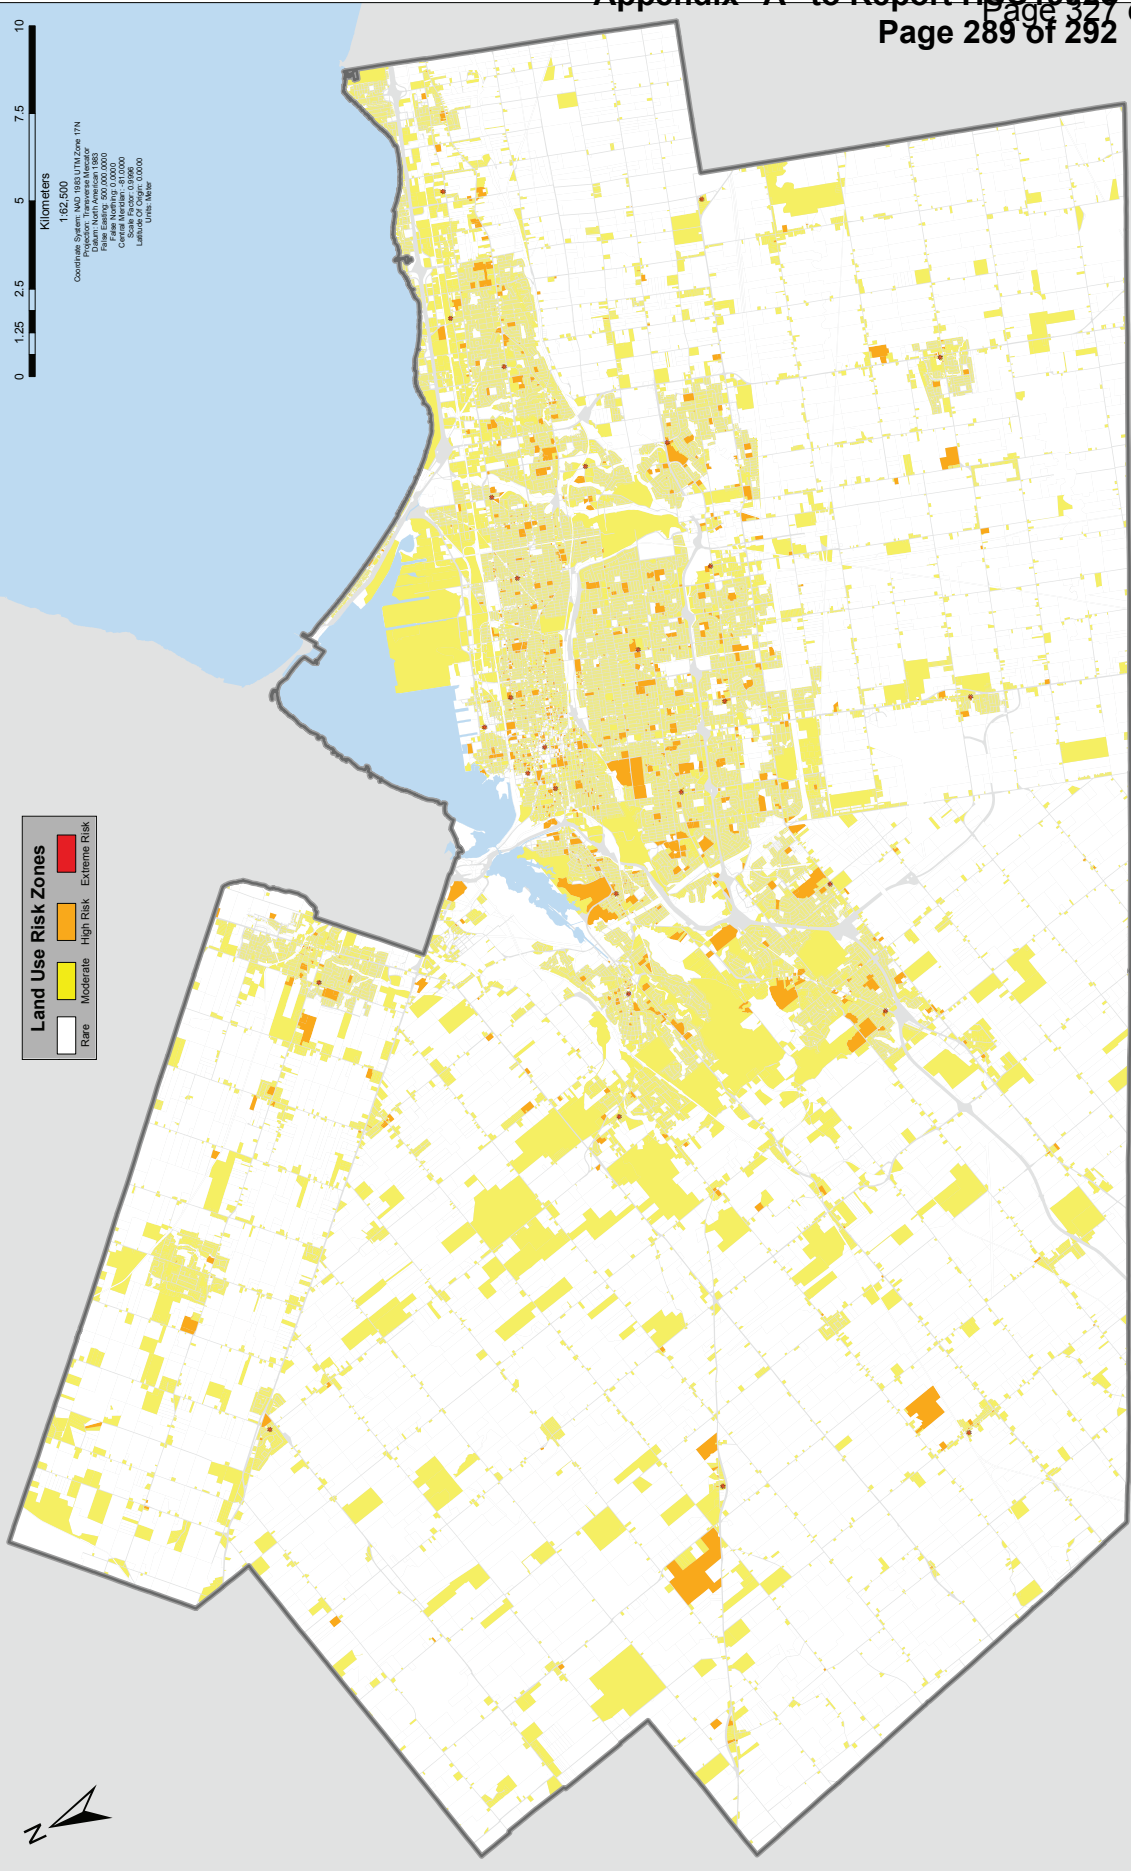 Page 327
Page 289 of 292
0 1.25 2.5 5 7.5 10
Kilometers
1:62,500
Coordinate System: NAD 1983 UTM Zone 17N
Projection: Transverse Mercator
Datum: North American 1983
False Easting: 500,000.0000
False Northing: 0.0000
Central Meridian: -81.0000
Scale Factor: 0.9996
Latitude Of Origin: 0.0000
Units: Meter
Land Use Risk Zones
Rare Moderate High Risk Extreme Risk
N